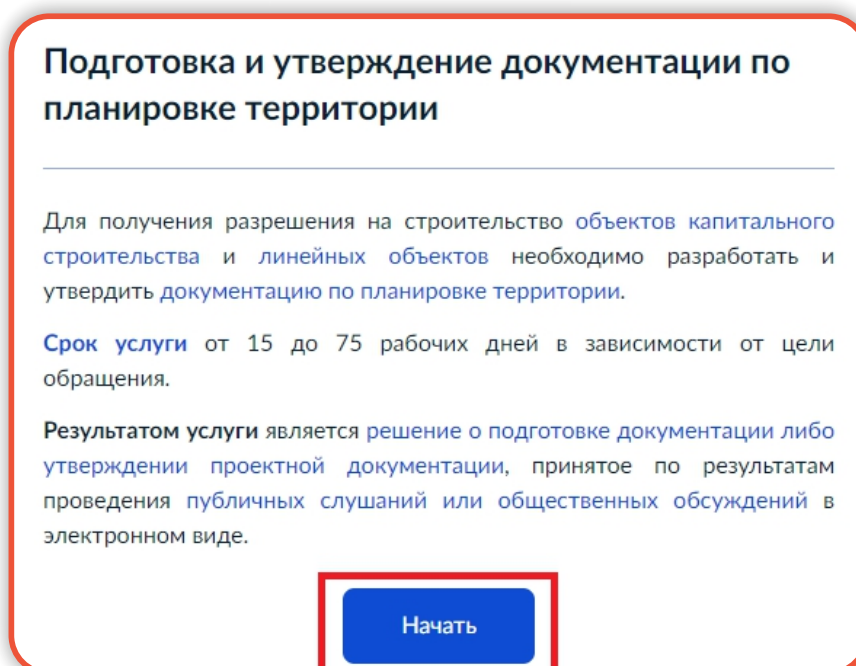 Подготовка и утверждение документации по
планировке территории
Для получения разрешения на строительство объектов капитального
строительства и линейных объектов необходимо разработать и
утвердить документацию по планировке территории.
Срок услуги от 15 до 75 рабочих дней в зависимости от цели
обращения.
Результатом услуги является решение о подготовке документации либо
утверждении проектной документации, принятое по результатам
проведения публичных слушаний или общественных обсуждений в
электронном виде.
Начать